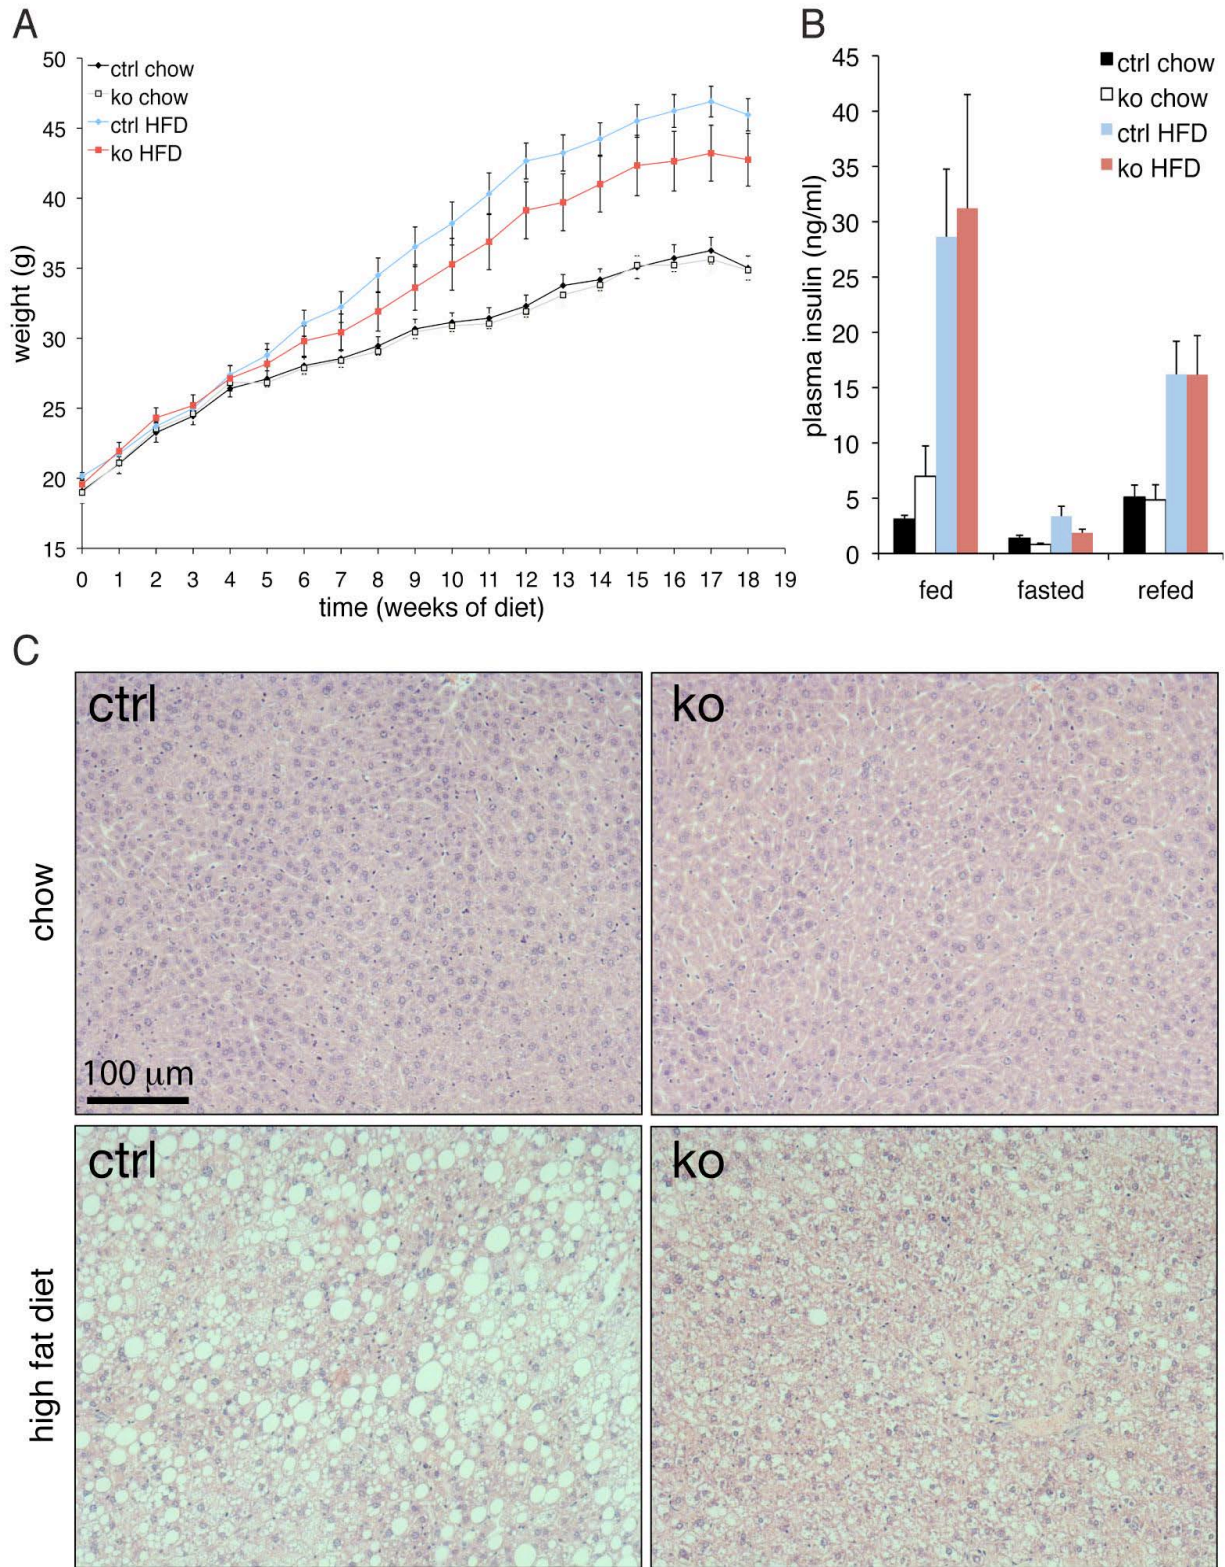 A
50
45
40
35
30
25
20
15
weight (g)
ctrl chow
ko chow
ctrl HFD
ko HFD
0 1 2 3 4 5 6 7 8 9 10 11 12 13 14 15 16 17 18 19
time (weeks of diet)
B
45
40
35
30
25
20
15
10
5
0
plasma insulin (ng/ml)
ctrl chow
ko chow
ctrl HFD
ko HFD
fed fasted refed
C
chow
ctrl
ko
100 μm
high fat diet
ctrl
ko